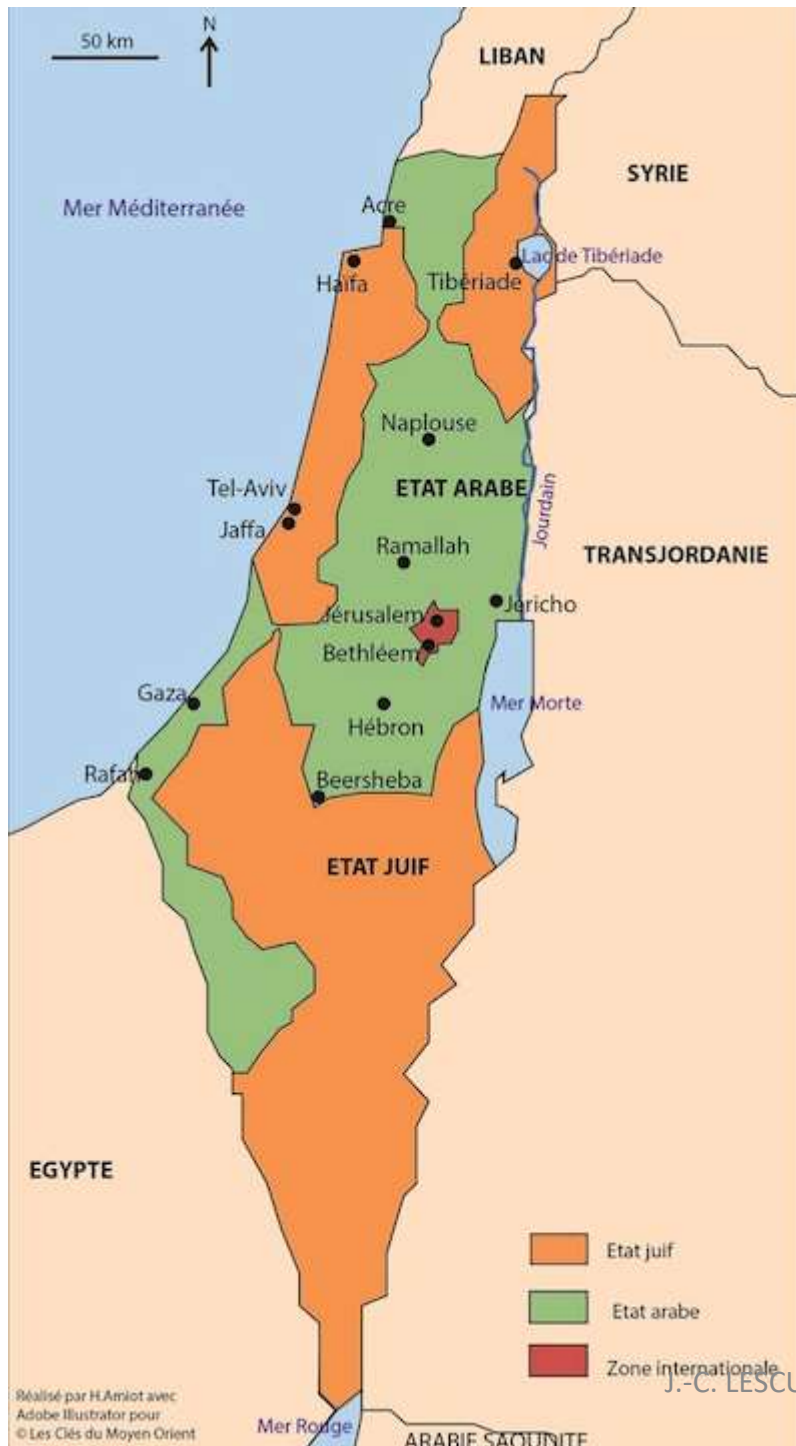 50 km
N
LIBAN
SYRIE
Mer Méditerranée
Acre
Haïfa
Lac de Tibériade
Tibériade
Naplouse
Tel-Aviv
ETAT ARABE
Jaffa
Jourdain
Ramallah
TRANSJORDANIE
Jéricho
Jérusalem
Bethléem
Gaza
Mer Morte
Hébron
Rafah
Beersheba
ETAT JUIF
EGYPTE
Etat juif
Etat arabe
Zone internationale
J.-C. LESCU
Réalisé par H.Amiot avec
Adobe Illustrator pour
© Les Clés du Moyen Orient
Mer Rouge
ARABIE SAOUDITE